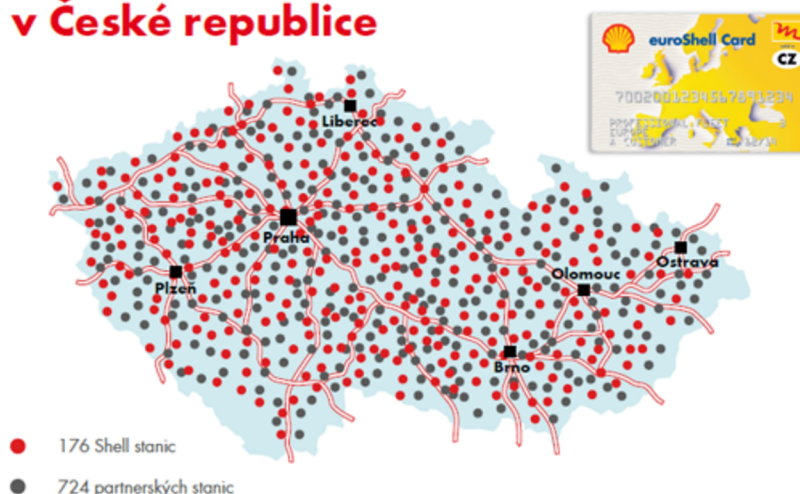 v České republice
euroShell Card
CZ
Liberec
Praha
Plzeň
Olomouc
Ostrava
Brno
176 Shell stanic
724 partnerských stanic